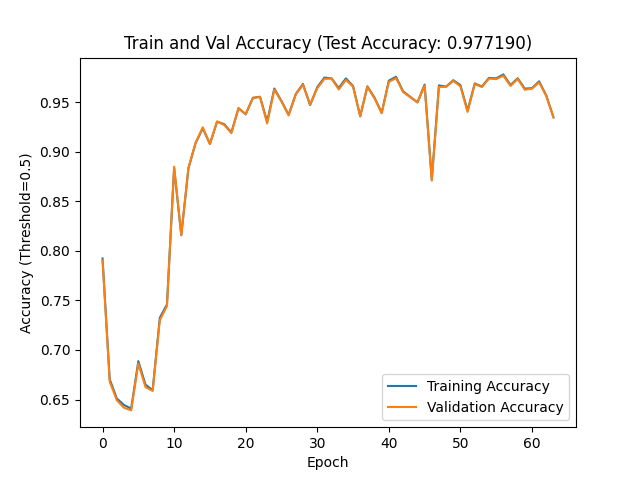 Train and Val Accuracy (Test Accuracy: 0.977190)
Accuracy (Threshold=0.5)
0.95
0.90
0.85
0.80
0.75
0.70
0.65
Training Accuracy
Validation Accuracy
0 10 20 30 40 50 60
Epoch